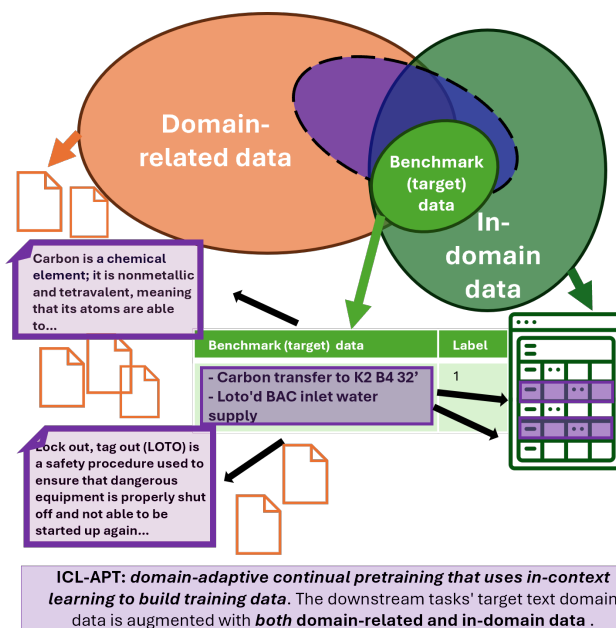 Domain-
related data
Benchmark
(target)
data
In-
domain
data
Carbon is a chemical
element; it is nonmetallic
and tetravalent, meaning
that its atoms are able
to...
Benchmark (target) data Label
- Carbon transfer to K2 B4 32’ 1
- Loto'd BAC inlet water
supply
Lock out, tag out (LOTO) is
a safety procedure used to
ensure that dangerous
equipment is properly shut
off and not able to be
started up again...
ICL-APT: domain-adaptive continual pretraining that uses in-context
learning to build training data. The downstream tasks' target text domain
data is augmented with both domain-related and in-domain data .